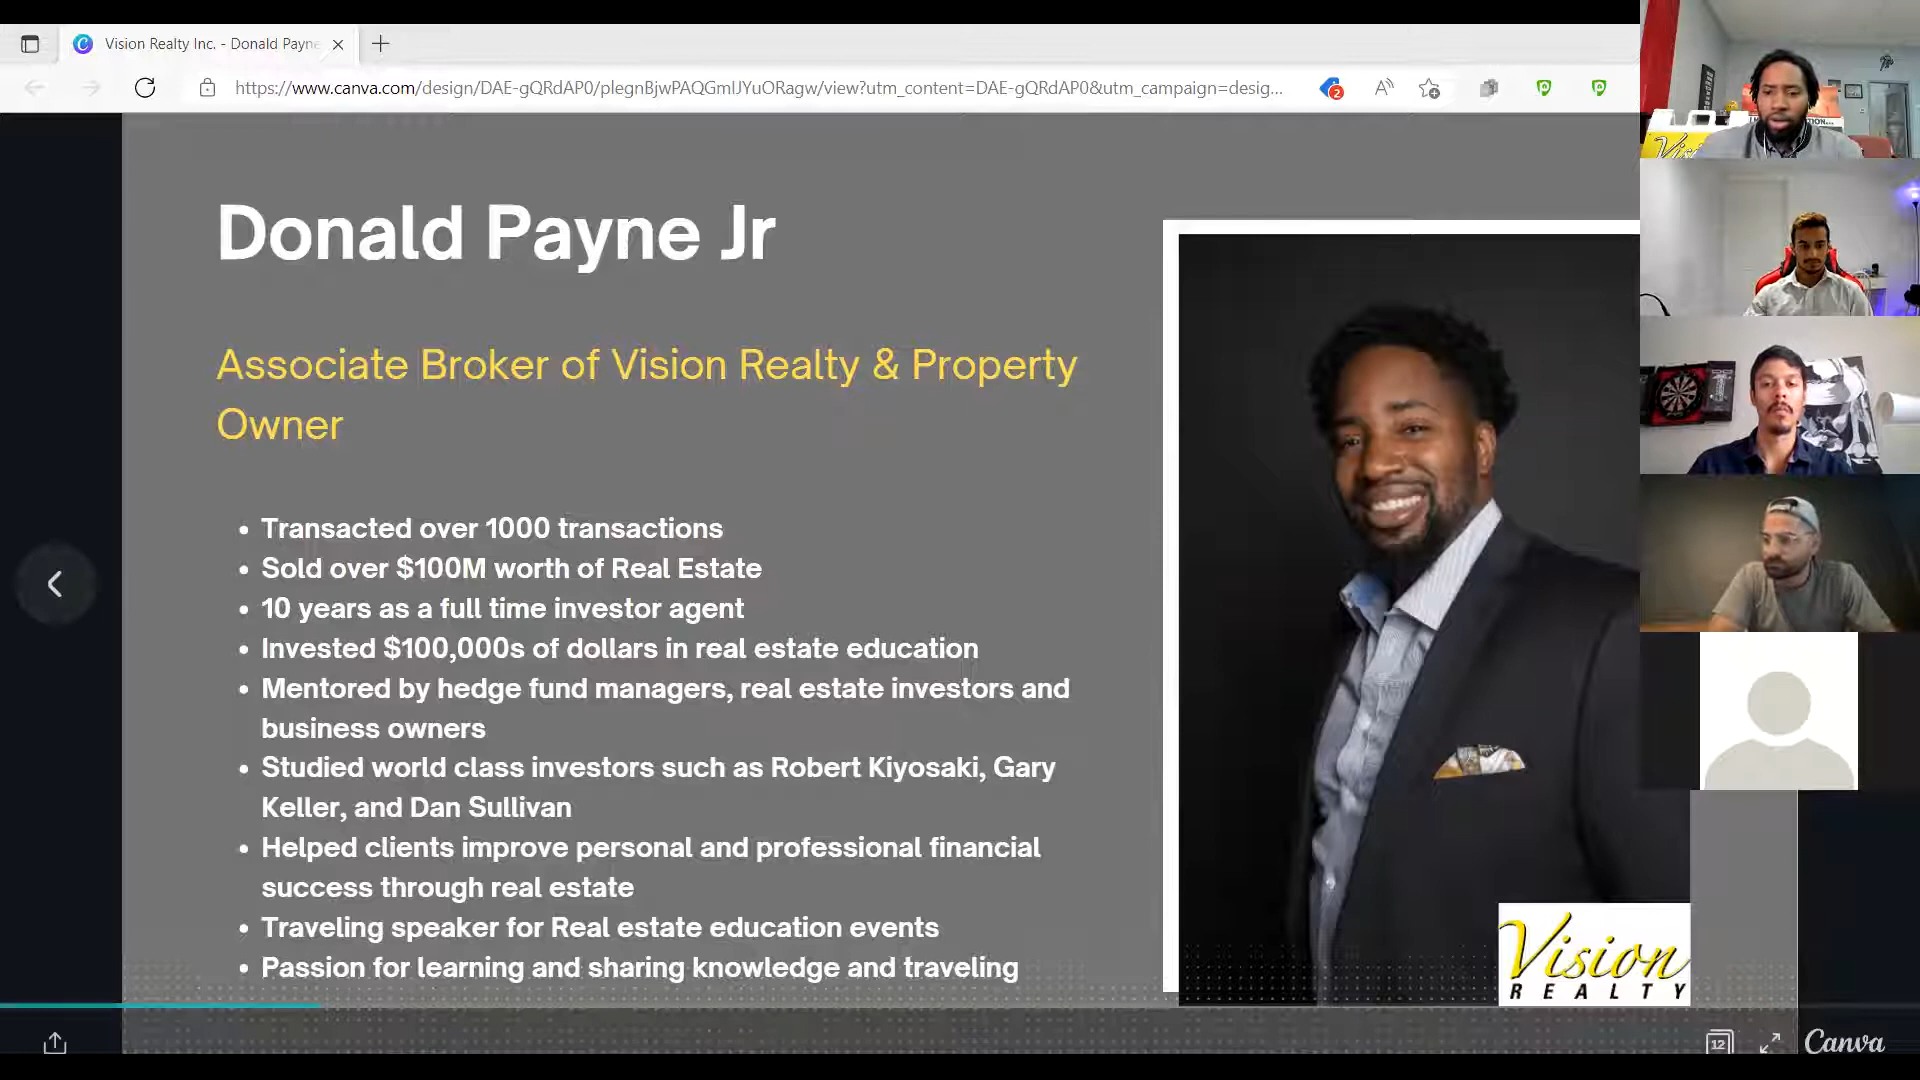 Vision Realty Inc. - Donald Payne
https://www.canva.com/design/DAE-gQRdAP0/plegnBjwPAQGmlJYuORagw/view?utm_content=DAE-gQRdAP0&utm_campaign=desig...
2
Donald Payne Jr
Associate Broker of Vision Realty & Property
Owner
• Transacted over 1000 transactions
• Sold over $100M worth of Real Estate
• 10 years as a full time investor agent
• Invested $100,000s of dollars in real estate education
• Mentored by hedge fund managers, real estate investors and
business owners
• Studied world class investors such as Robert Kiyosaki, Gary
Keller, and Dan Sullivan
• Helped clients improve personal and professional financial
success through real estate
• Traveling speaker for Real estate education events
• Passion for learning and sharing knowledge and traveling
Vision
REALTY
12
Canva